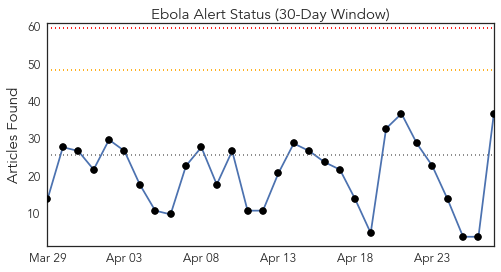 Ebola Alert Status (30-Day Window)
Articles Found
60
50
40
30
20
10
Mar 29 Apr 03 Apr 08 Apr 13 Apr 18 Apr 23